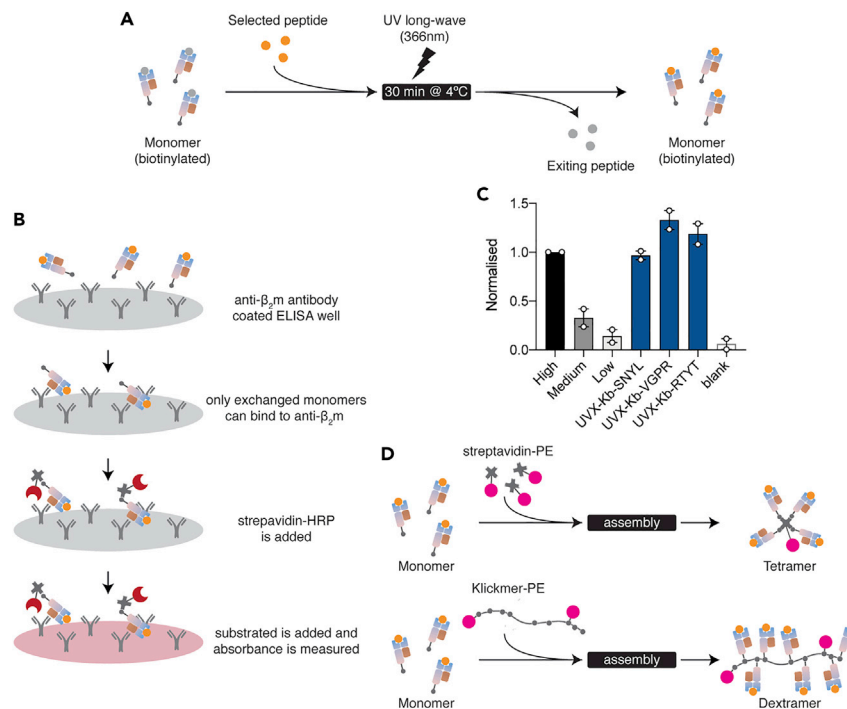 A
Selected peptide
UV long-wave
(366nm)
30 min @ 4ºC
Monomer
(biotinylated)
Exiting peptide
Monomer
(biotinylated)
B
anti-β₂m antibody
coated ELISA well
only exchanged monomers
can bind to anti-β₂m
strepavidin-HRP
is added
substrated is added and
absorbance is measured
C
Normalised
1.5
1.0
0.5
0.0
High
Medium
Low
UVX-Kb-SNYL
UVX-Kb-VGPR
UVX-Kb-RTYT
blank
D
streptavidin-PE
assembly
Monomer
Tetramer
Klickmer-PE
assembly
Monomer
Dextramer